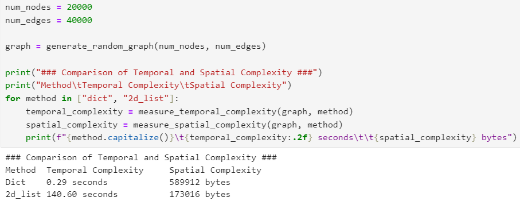 num_nodes = 20000
num_edges = 40000
graph = generate_random_graph(num_nodes, num_edges)
print("### Comparison of Temporal and Spatial Complexity ###")
print("Method\tTemporal Complexity\tSpatial Complexity")
for method in ["dict", "2d_list"]:
    temporal_complexity = measure_temporal_complexity(graph, method)
    spatial_complexity = measure_spatial_complexity(graph, method)
    print(f"{method.capitalize()}\t{temporal_complexity:.2f} seconds\t\t{spatial_complexity} bytes")
### Comparison of Temporal and Spatial Complexity ###
Method Temporal Complexity Spatial Complexity
Dict 0.29 seconds 589912 bytes
2d_list 140.60 seconds 173016 bytes